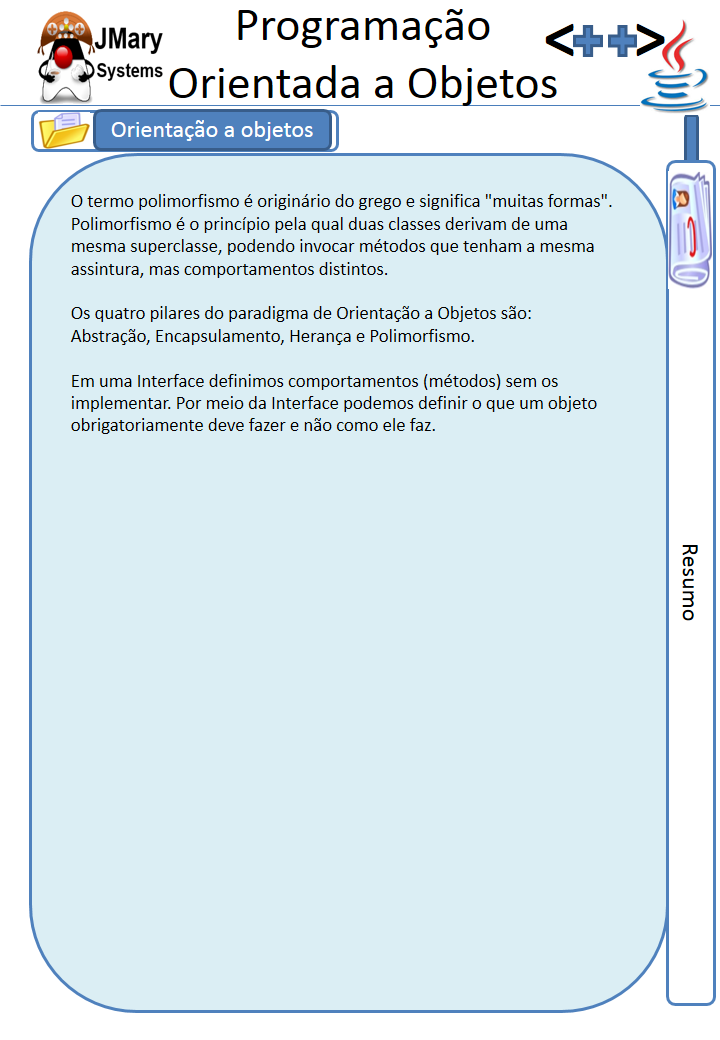 JMary
Systems
Programação
Orientada a Objetos
<++>
Orientação a objetos
O termo polimorfismo é originário do grego e significa "muitas formas".
Polimorfismo é o princípio pela qual duas classes derivam de uma
mesma superclasse, podendo invocar métodos que tenham a mesma
assintura, mas comportamentos distintos.
Os quatro pilares do paradigma de Orientação a Objetos são:
Abstração, Encapsulamento, Herança e Polimorfismo.
Em uma Interface definimos comportamentos (métodos) sem os
implementar. Por meio da Interface podemos definir o que um objeto
obrigatoriamente deve fazer e não como ele faz.
Resumo